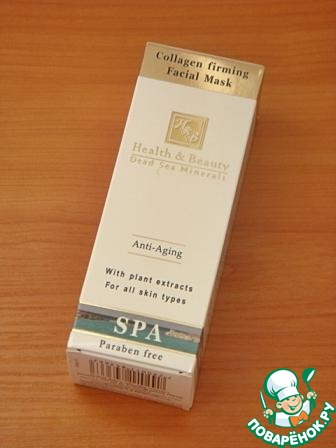 Collagen firming
Facial Mask
H&B
Health & Beauty
Dead Sea Minerals
Anti-Aging
With plant extracts
For all skin types
SPA
Paraben free
ПОВАРЁНОК.РУ